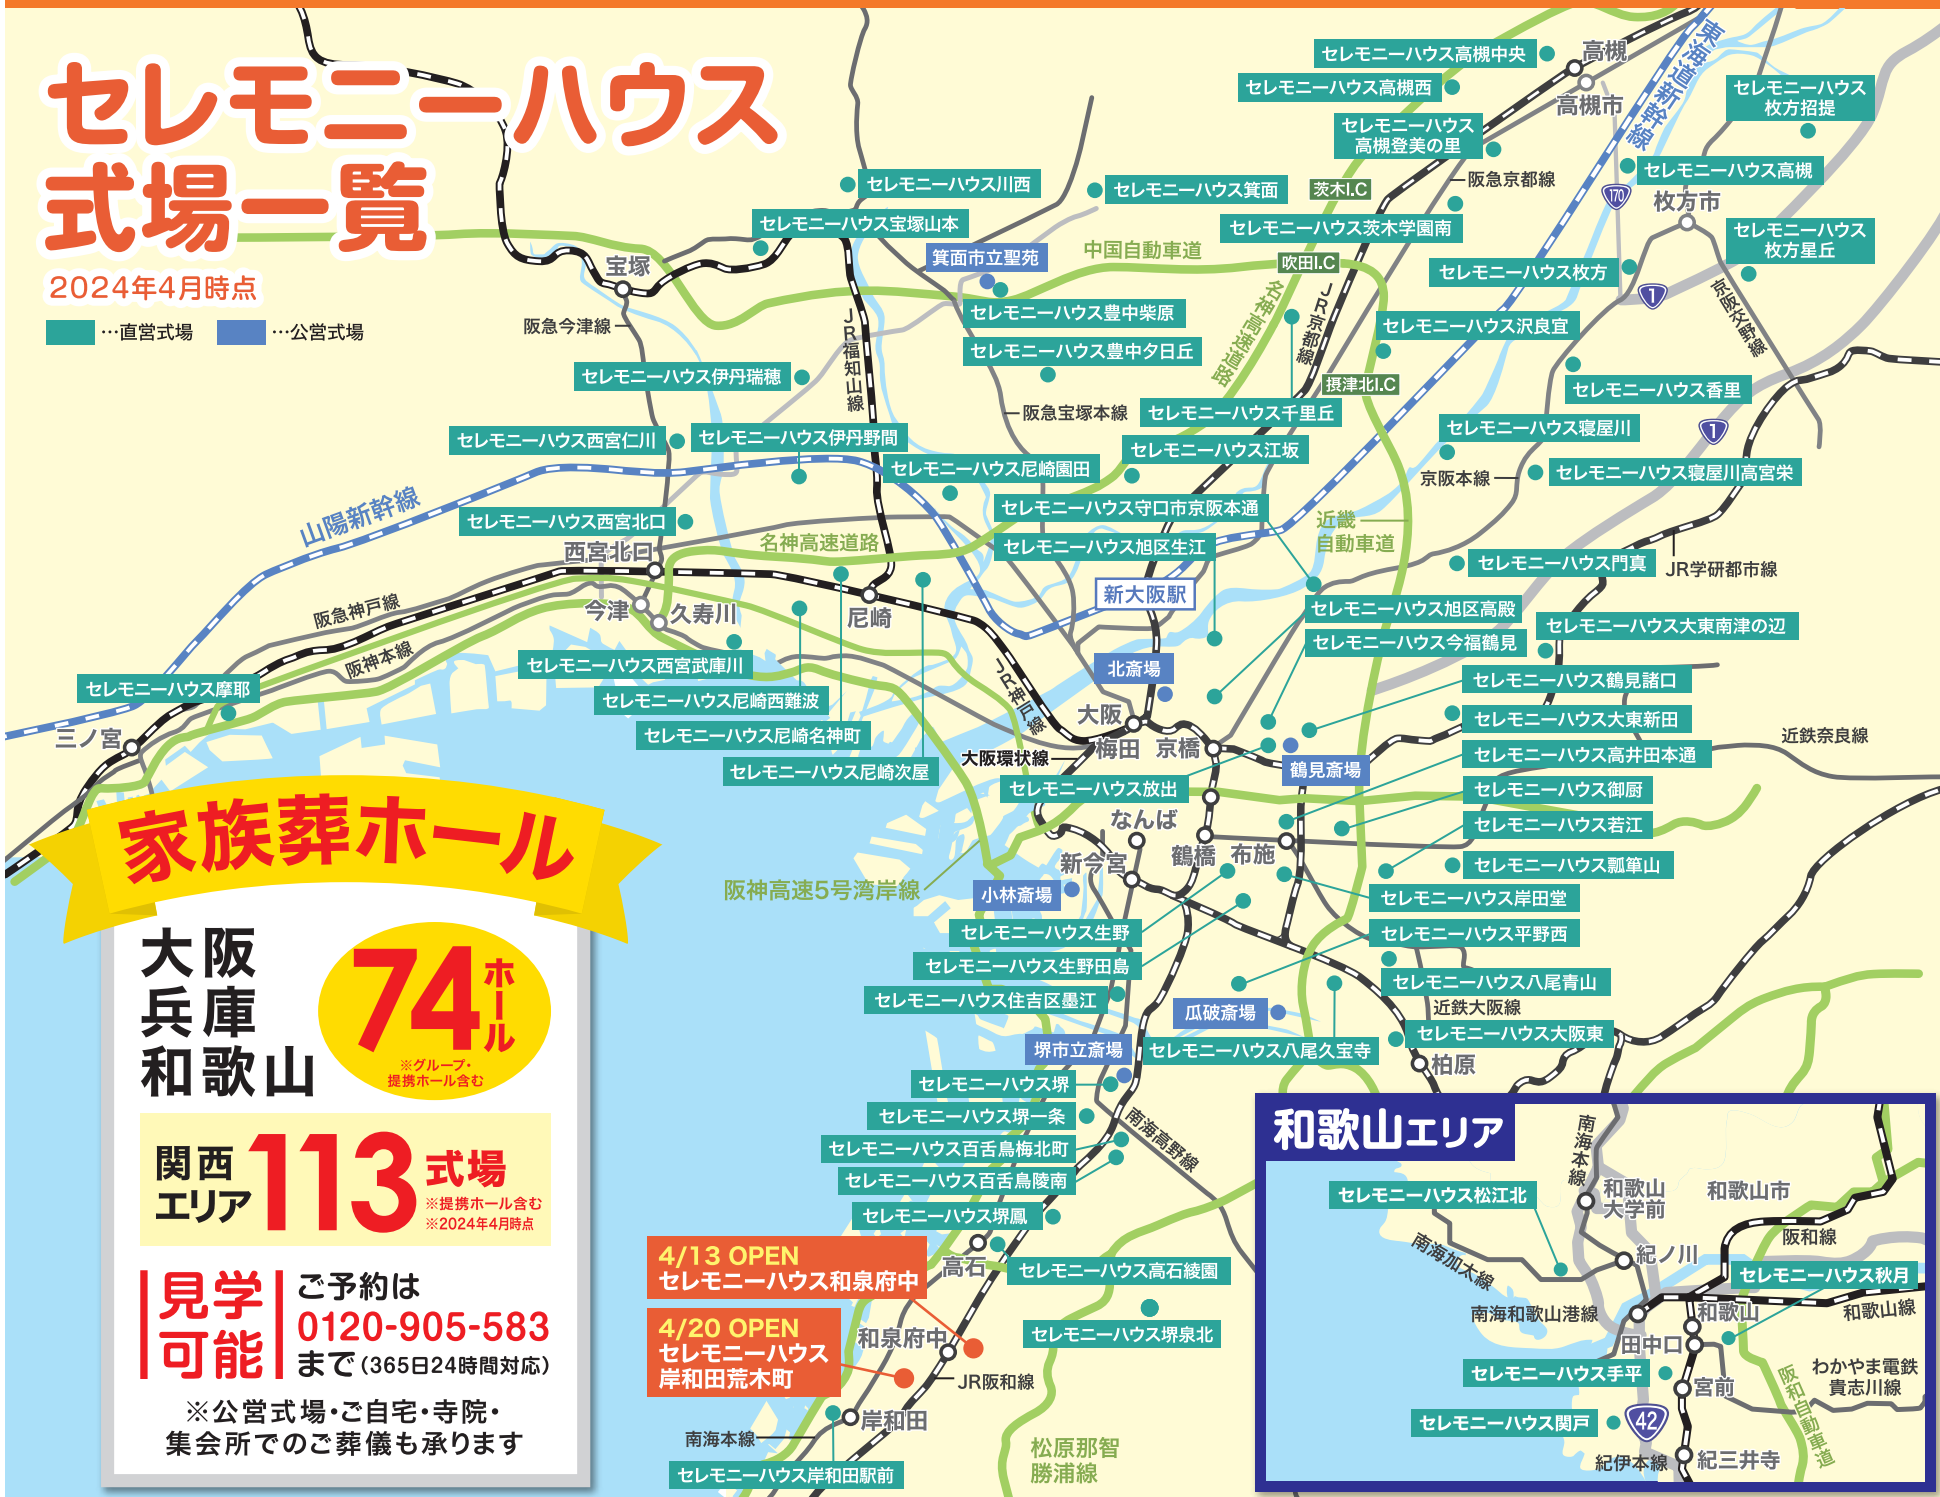 セレモニーハウス
式場一覧
2024年4月時点
…直営式場
…公営式場
セレモニーハウス高槻中央
高槻
セレモニーハウス高槻西
高槻市
東海道新幹線
セレモニーハウス
枚方招提
セレモニーハウス
高槻登美の里
セレモニーハウス高槻
阪急京都線
茨木I.C
170
枚方市
セレモニーハウス川西
セレモニーハウス箕面
セレモニーハウス宝塚山本
セレモニーハウス茨木学園南
セレモニーハウス
枚方星丘
箕面市立聖苑
中国自動車道
吹田I.C
セレモニーハウス枚方
宝塚
1
京阪交野線
名神高速道路
JR京都線
セレモニーハウス豊中柴原
阪急今津線
JR福知山線
セレモニーハウス沢良宜
セレモニーハウス豊中夕日丘
セレモニーハウス伊丹瑞穂
摂津北I.C
セレモニーハウス香里
阪急宝塚本線
セレモニーハウス千里丘
セレモニーハウス寝屋川
1
セレモニーハウス西宮仁川
セレモニーハウス伊丹野間
セレモニーハウス江坂
セレモニーハウス尼崎園田
京阪本線
セレモニーハウス寝屋川高宮栄
山陽新幹線
セレモニーハウス西宮北口
セレモニーハウス守口市京阪本通
近畿
自動車道
名神高速道路
セレモニーハウス旭区生江
西宮北口
セレモニーハウス門真
JR学研都市線
新大阪駅
阪急神戸線
今津
久寿川
尼崎
セレモニーハウス旭区高殿
セレモニーハウス大東南津の辺
セレモニーハウス今福鶴見
阪神本線
セレモニーハウス西宮武庫川
北斎場
JR神戸線
セレモニーハウス鶴見諸口
セレモニーハウス摩耶
セレモニーハウス尼崎西難波
大阪
セレモニーハウス大東新田
三ノ宮
セレモニーハウス尼崎名神町
梅田
京橋
セレモニーハウス高井田本通
近鉄奈良線
大阪環状線
セレモニーハウス尼崎次屋
鶴見斎場
セレモニーハウス放出
セレモニーハウス御厨
なんば
セレモニーハウス若江
新今宮
鶴橋
布施
セレモニーハウス瓢箪山
阪神高速5号湾岸線
小林斎場
セレモニーハウス岸田堂
セレモニーハウス生野
セレモニーハウス平野西
セレモニーハウス生野田島
セレモニーハウス八尾青山
セレモニーハウス住吉区墨江
瓜破斎場
近鉄大阪線
セレモニーハウス大阪東
堺市立斎場
セレモニーハウス八尾久宝寺
柏原
セレモニーハウス堺
セレモニーハウス堺一条
南海高野線
セレモニーハウス百舌鳥梅北町
セレモニーハウス百舌鳥陵南
セレモニーハウス堺鳳
4/13 OPEN
セレモニーハウス和泉府中
高石
セレモニーハウス高石綾園
4/20 OPEN
セレモニーハウス
岸和田荒木町
和泉府中
セレモニーハウス堺泉北
JR阪和線
岸和田
南海本線
松原那智
勝浦線
セレモニーハウス岸和田駅前
家族葬ホール
大阪
兵庫
和歌山
74ホール
※グループ・
提携ホール含む
関西
エリア
113式場
※提携ホール含む
※2024年4月時点
見学
可能
ご予約は
0120-905-583
まで(365日24時間対応)
※公営式場・ご自宅・寺院・
集会所でのご葬儀も承ります
和歌山エリア
南海本線
セレモニーハウス松江北
和歌山
大学前
和歌山市
阪和線
南海加太線
紀ノ川
セレモニーハウス秋月
南海和歌山港線
和歌山
和歌山線
田中口
セレモニーハウス手平
わかやま電鉄
貴志川線
宮前
阪和自動車道
セレモニーハウス関戸
42
紀伊本線
紀三井寺